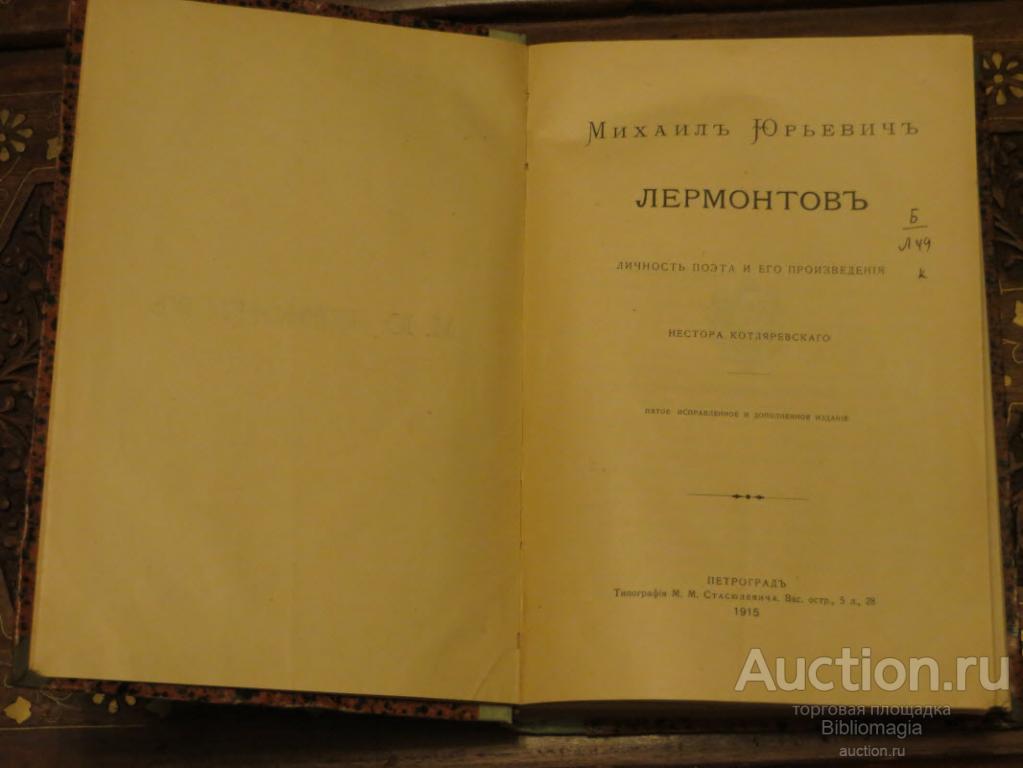 Михаилъ Юрьевичъ
ЛЕРМОНТОВЪ
Б
Л 49
к
ЛИЧНОСТЬ ПОЭТА И ЕГО ПРОИЗВЕДЕНІЯ
НЕСТОРА КОТЛЯРЕВСКАГО
ПЯТОЕ ИСПРАВЛЕННОЕ И ДОПОЛНЕННОЕ ИЗДАНІЕ
ПЕТРОГРАДЪ
Типографія М. М. Стасюлевича. Вас. остр., 5 л., 28
1915
Auction.ru
торговая площадка
Bibliomagia
auction.ru